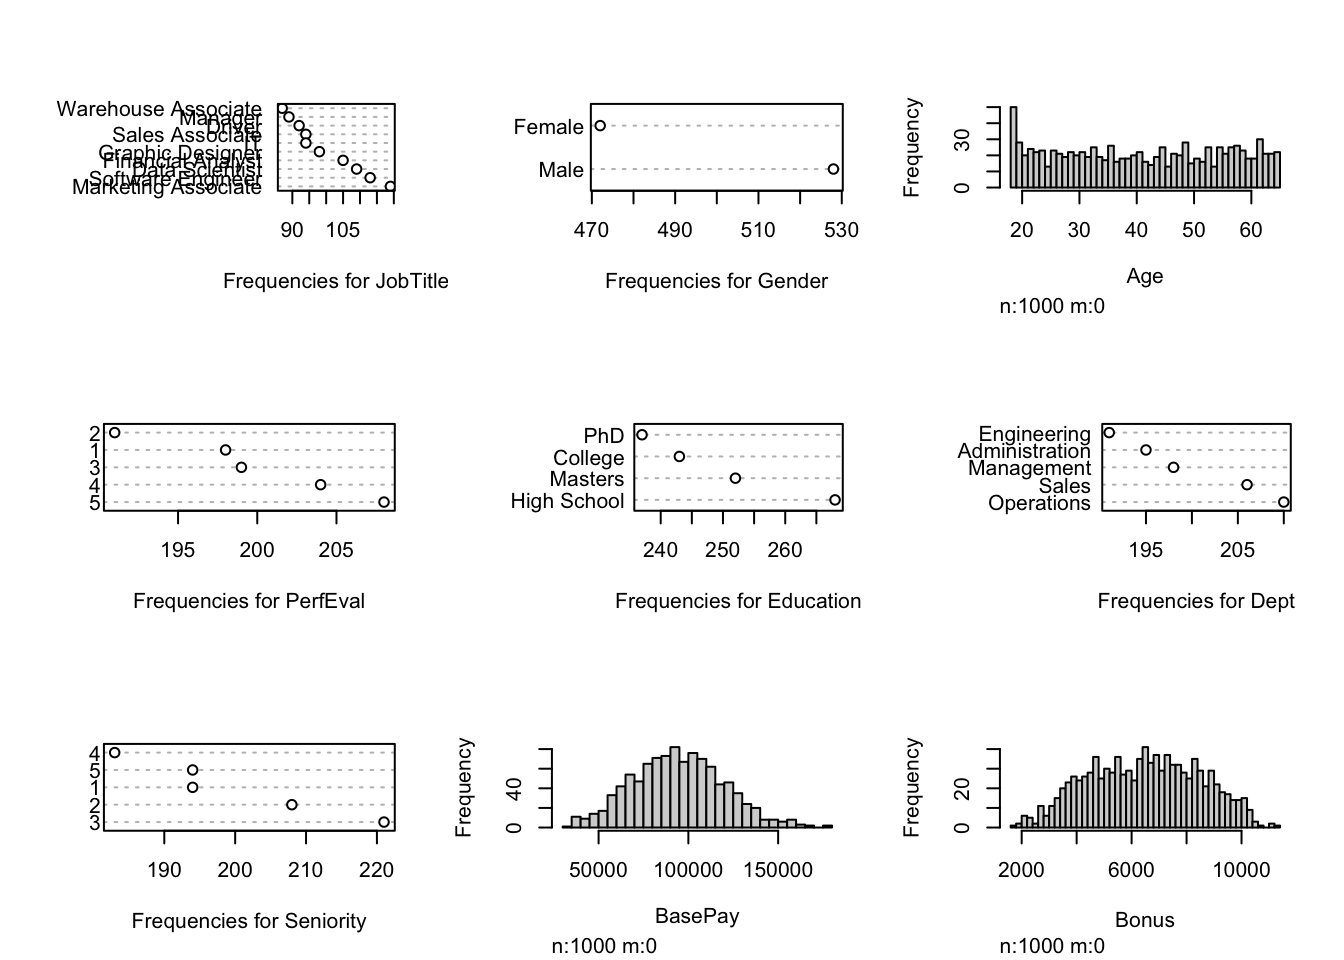 Warehouse Associate
Manager
Driver
Sales Associate
IT
Graphic Designer
Financial Analyst
Data Scientist
Software Engineer
Marketing Associate
90 105
Frequencies for JobTitle
Female
Male
470 490 510 530
Frequencies for Gender
Frequency
0 30
20 30 40 50 60
Age
n:1000 m:0
2
1
3
4
5
195 200 205
Frequencies for PerfEval
PhD
College
Masters
High School
240 250 260
Frequencies for Education
Engineering
Administration
Management
Sales
Operations
195 205
Frequencies for Dept
4
5
1
2
3
190 200 210 220
Frequencies for Seniority
Frequency
0 40
50000 100000 150000
BasePay
n:1000 m:0
Frequency
0 20
2000 6000 10000
Bonus
n:1000 m:0